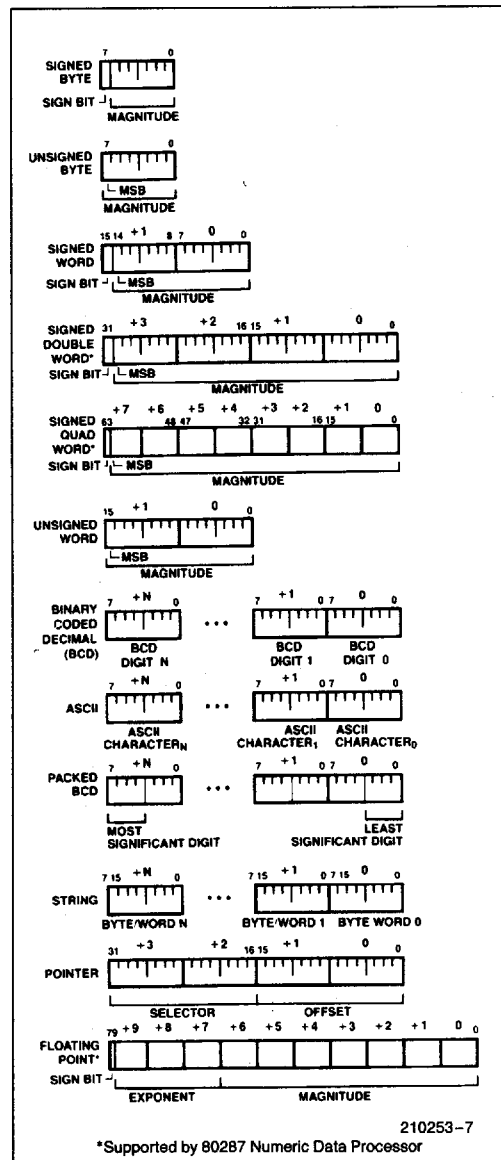 7 0
SIGNED
BYTE
SIGN BIT MAGNITUDE
7 0
UNSIGNED
BYTE
MSB
MAGNITUDE
15 14 +1 8 7 0 0
SIGNED
WORD
SIGN BIT MSB
MAGNITUDE
31 +3 +2 16 15 +1 0 0
SIGNED
DOUBLE
WORD*
SIGN BIT MSB
MAGNITUDE
+7 +6 +5 +4 +3 +2 +1 0
63 48 47 32 31 16 15 0
SIGNED
QUAD
WORD*
SIGN BIT MSB
MAGNITUDE
15 +1 0 0
UNSIGNED
WORD
MSB
MAGNITUDE
7 +N 0 ... 7 +1 0 7 0 0
BINARY
CODED
DECIMAL
(BCD)
BCD BCD BCD
DIGIT N DIGIT 1 DIGIT 0
7 +N 0 ... 7 +1 0 7 0 0
ASCII
ASCII ASCII ASCII
CHARACTERN CHARACTER1 CHARACTER0
7 +N 0 ... 7 +1 0 7 0 0
PACKED
BCD
MOST LEAST
SIGNIFICANT DIGIT SIGNIFICANT DIGIT
7 15 +N 0 ... 7 15 +1 0 7 15 0 0
STRING
BYTE/WORD N BYTE/WORD 1 BYTE WORD 0
31 +3 +2 16 15 +1 0 0
POINTER
SELECTOR OFFSET
79 +9 +8 +7 +6 +5 +4 +3 +2 +1 0 0
FLOATING
POINT*
SIGN BIT
EXPONENT MAGNITUDE
210253-7
*Supported by 80287 Numeric Data Processor